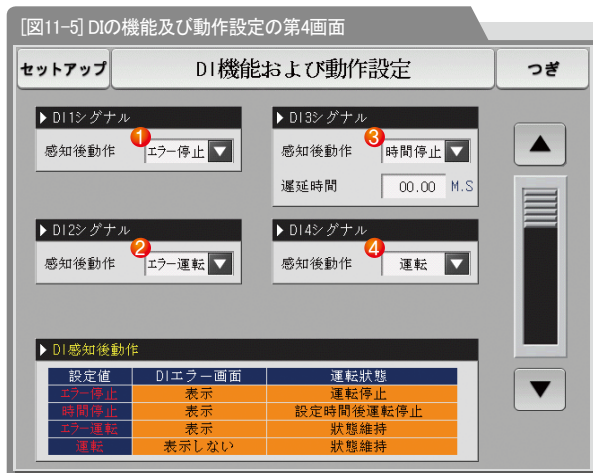 [図11-5] DIの機能及び動作設定の第4画面
セットアップ DI機能および動作設定 つぎ
▶ DI1シグナル
1
感知後動作 エラー停止
▶ DI3シグナル
3
感知後動作 時間停止
遅延時間 00.00 M.S
▶ DI2シグナル
2
感知後動作 エラー運転
▶ DI4シグナル
4
感知後動作 運転
▶ DI感知後動作
設定値 DIエラー画面 運転狀態
エラー停止 表示 運転停止
時間停止 表示 設定時間後運転停止
エラー運転 表示 狀態維持
運転 表示しない 狀態維持